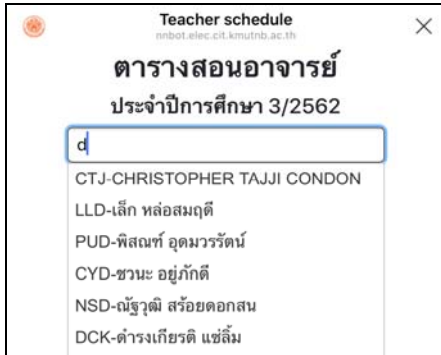 Teacher schedule
nnbot.elec.cit.kmutnb.ac.th
ตารางสอนอาจารย์
ประจำปีการศึกษา 3/2562
d
CTJ-CHRISTOPHER TAJJI CONDON
LLD-เล็ก หล่อสมฤดี
PUD-พิสณฑ์ อุดมวรรัตน์
CYD-ชวนะ อยู่ภักดี
NSD-ณัฐวุฒิ สร้อยดอกสน
DCK-ดำรงเกียรติ แซ่ลิ้ม